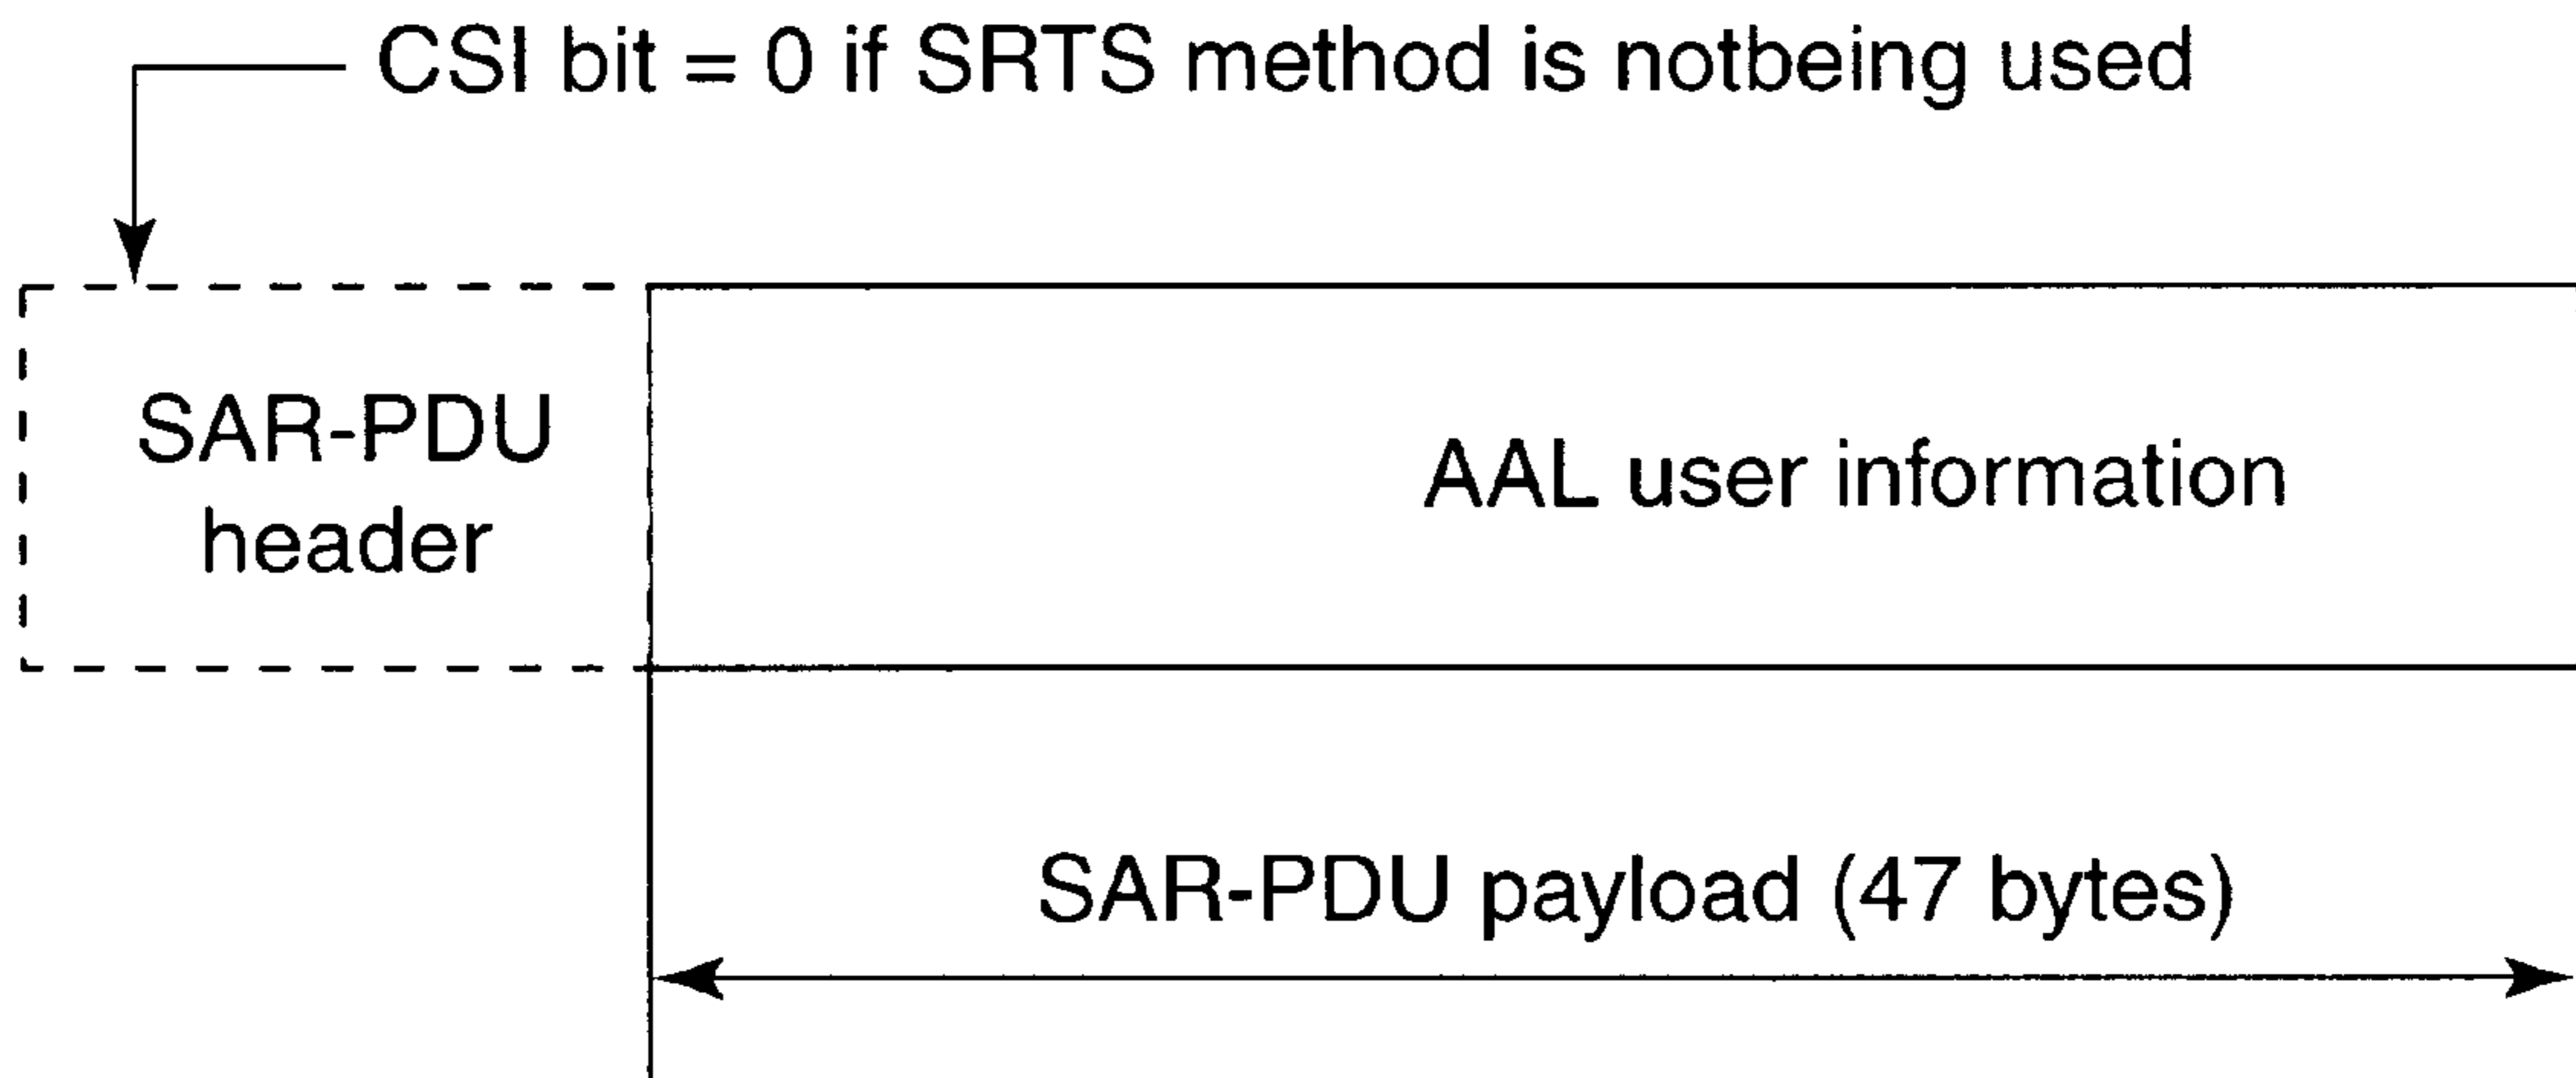 CSI bit = 0 if SRTS method is notbeing used
SAR-PDU
header
AAL user information
SAR-PDU payload (47 bytes)